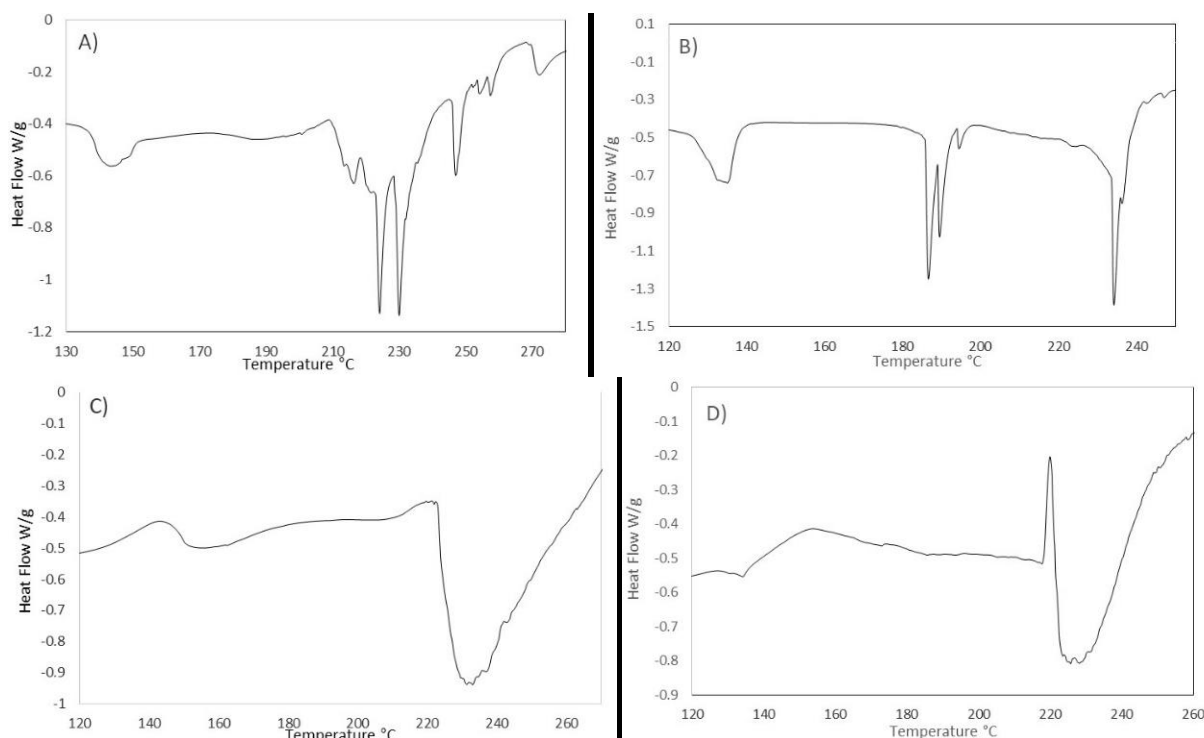 A)
Heat Flow W/g
0
-0.2
-0.4
-0.6
-0.8
-1
-1.2
130 150 170 190 210 230 250 270
Temperature °C
B)
Heat Flow W/g
0.1
-0.1
-0.3
-0.5
-0.7
-0.9
-1.1
-1.3
-1.5
120 140 160 180 200 220 240
Temperature °C
C)
Heat Flow W/g
0
-0.1
-0.2
-0.3
-0.4
-0.5
-0.6
-0.7
-0.8
-0.9
-1
120 140 160 180 200 220 240 260
Temperature °C
D)
Heat Flow W/g
0
-0.1
-0.2
-0.3
-0.4
-0.5
-0.6
-0.7
-0.8
-0.9
120 140 160 180 200 220 240 260
Temperature °C